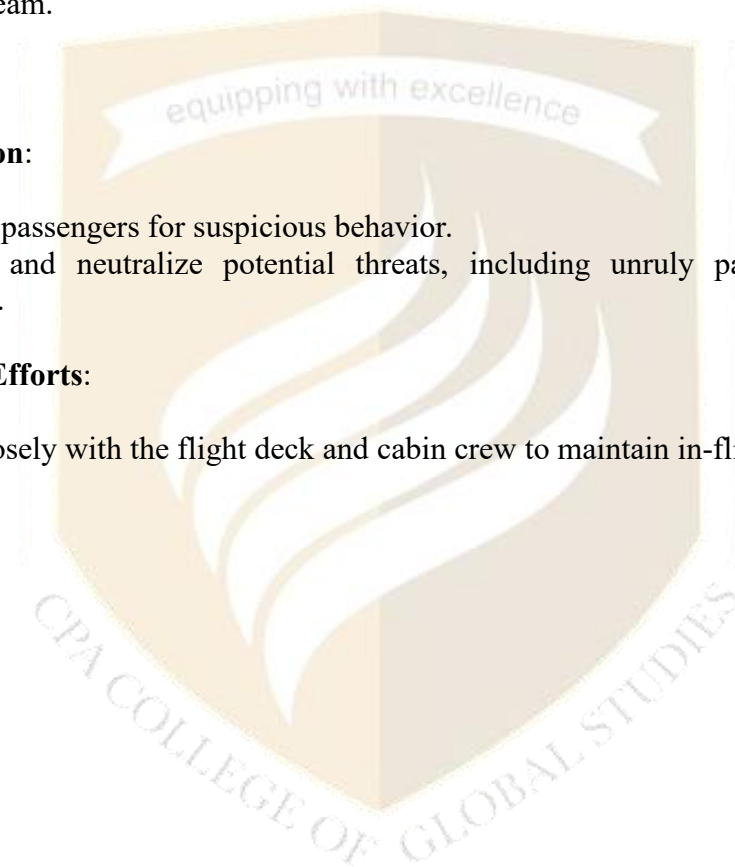 eam.
equipping with excellence
on:
passengers for suspicious behavior.
and neutralize potential threats, including unruly pa
.
Efforts:
osely with the flight deck and cabin crew to maintain in-fli
CPA COLLEGE OF GLOBAL STUDIES